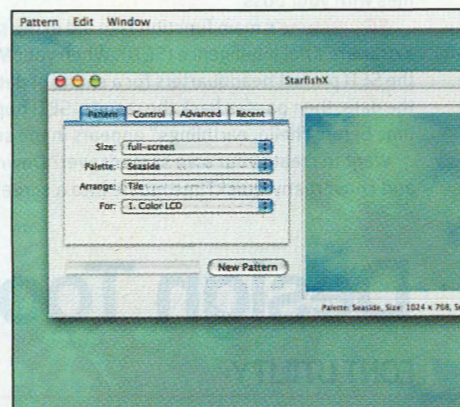 Pattern Edit Window
StarfishX
Pattern Control Advanced Recent
Size: full-screen
Palette: Seaside
Arrange: Tile
For: 1. Color LCD
New Pattern
Palette: Seaside, Size: 1024 x 768, Se